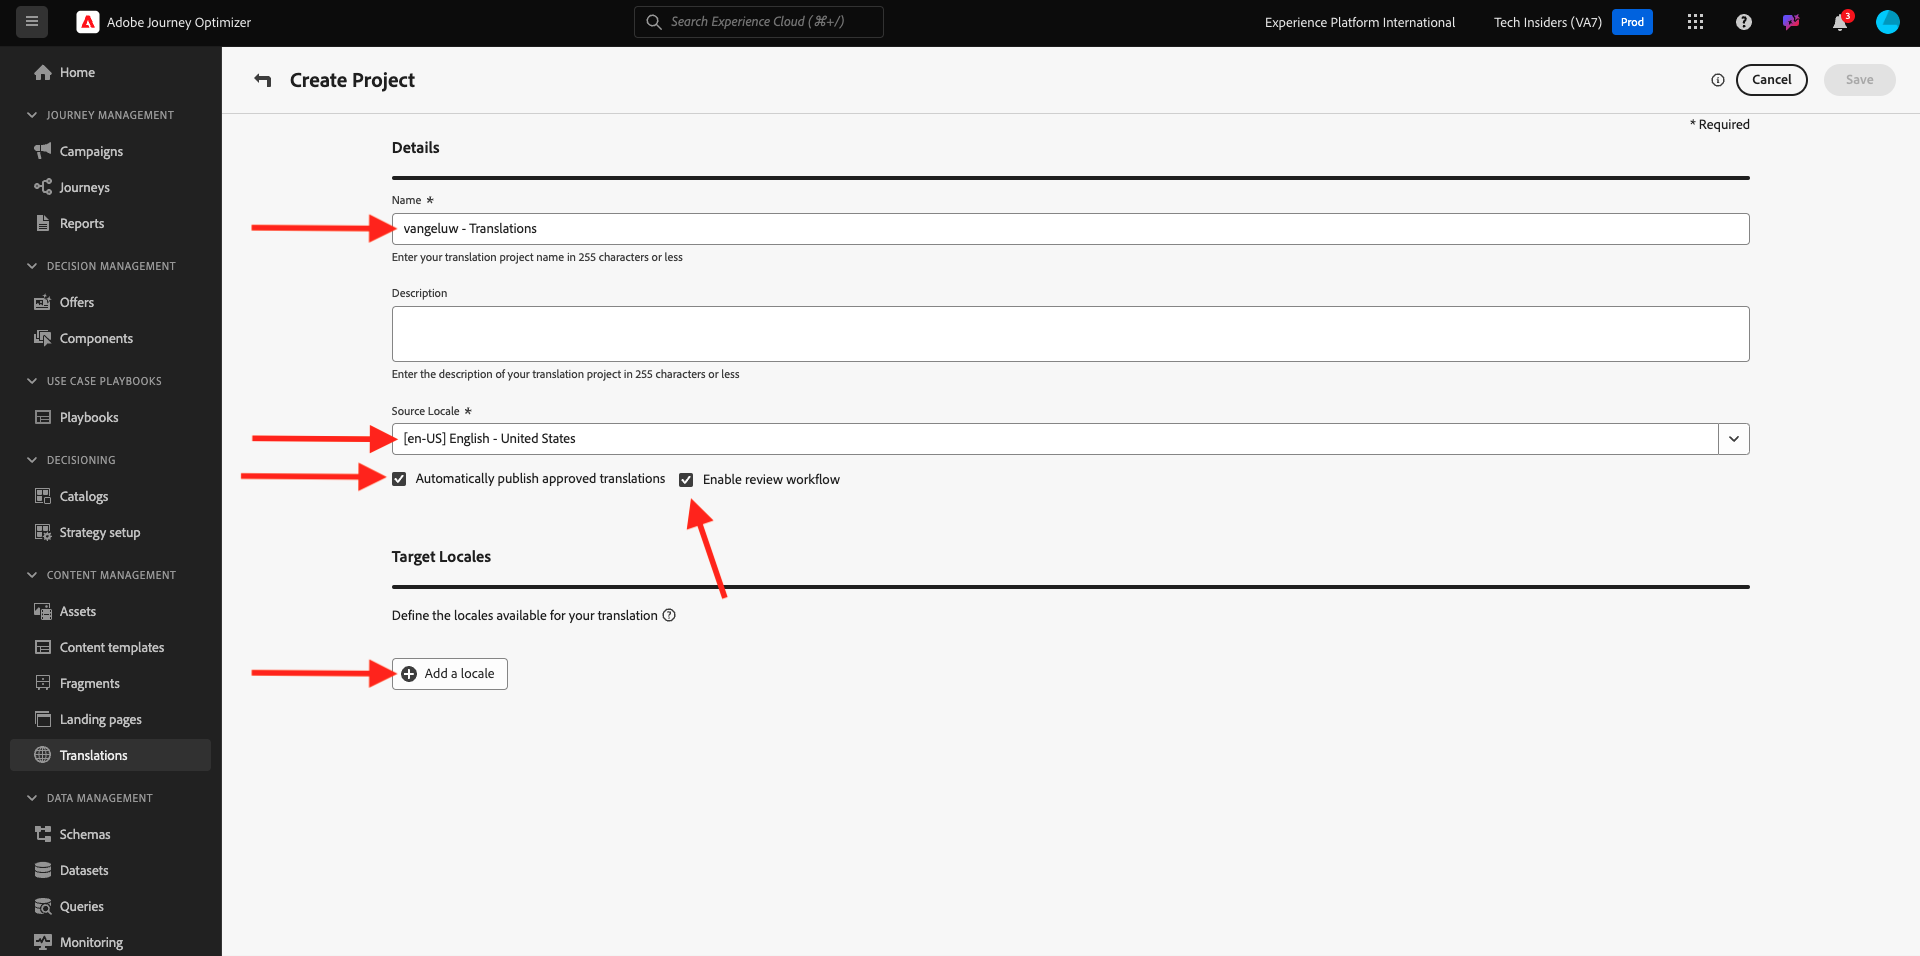 Adobe Journey Optimizer
Search Experience Cloud (⌘+/)
Experience Platform International
Tech Insiders (VA7)
Prod
3
Home
JOURNEY MANAGEMENT
Campaigns
Journeys
Reports
DECISION MANAGEMENT
Offers
Components
USE CASE PLAYBOOKS
Playbooks
DECISIONING
Catalogs
Strategy setup
CONTENT MANAGEMENT
Assets
Content templates
Fragments
Landing pages
Translations
DATA MANAGEMENT
Schemas
Datasets
Queries
Monitoring
Create Project
Cancel
Save
* Required
Details
Name *
vangeluw - Translations
Enter your translation project name in 255 characters or less
Description
Enter the description of your translation project in 255 characters or less
Source Locale *
[en-US] English - United States
Automatically publish approved translations
Enable review workflow
Target Locales
Define the locales available for your translation
Add a locale